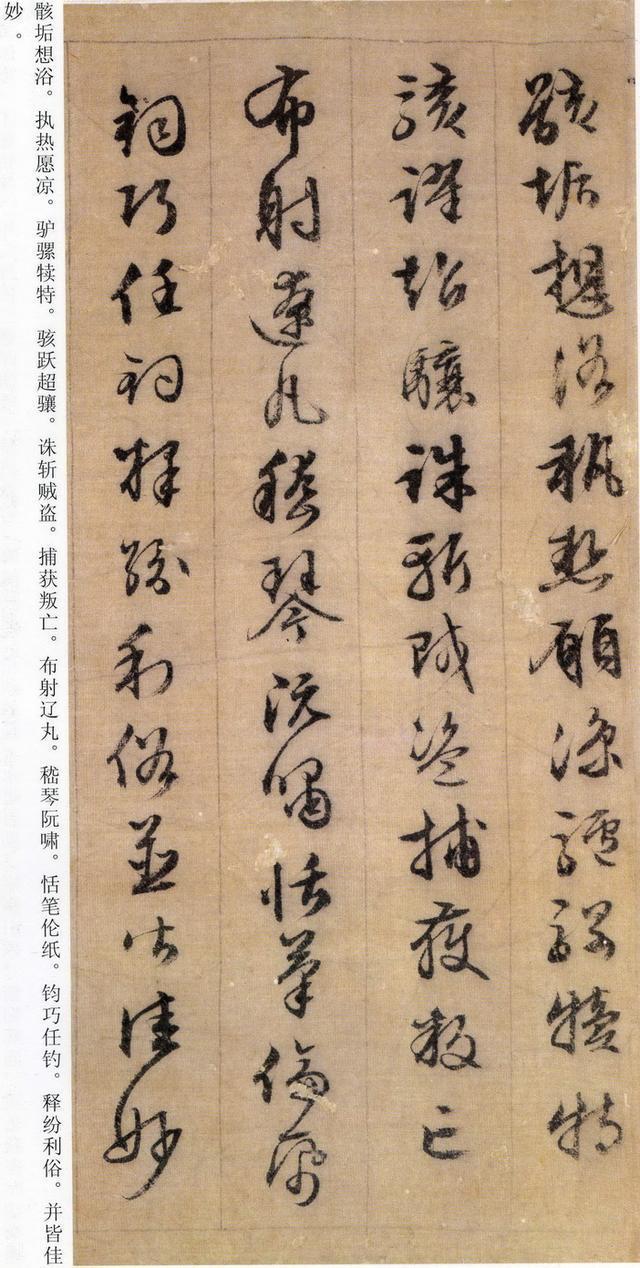 骸垢想浴執熱願涼驢騾犢特
駭躍超驤誅斬賊盜捕獲叛亡
布射遼丸嵇琴阮嘯恬筆倫紙
鈞巧任釣釋紛利俗並皆佳妙
骸垢想浴。执热愿凉。驴骡犊特。骇跃超骧。诛斩贼盗。捕获叛亡。布射辽丸。嵇琴阮啸。恬笔伦纸。钧巧任钓。释纷利俗。并皆佳
妙。